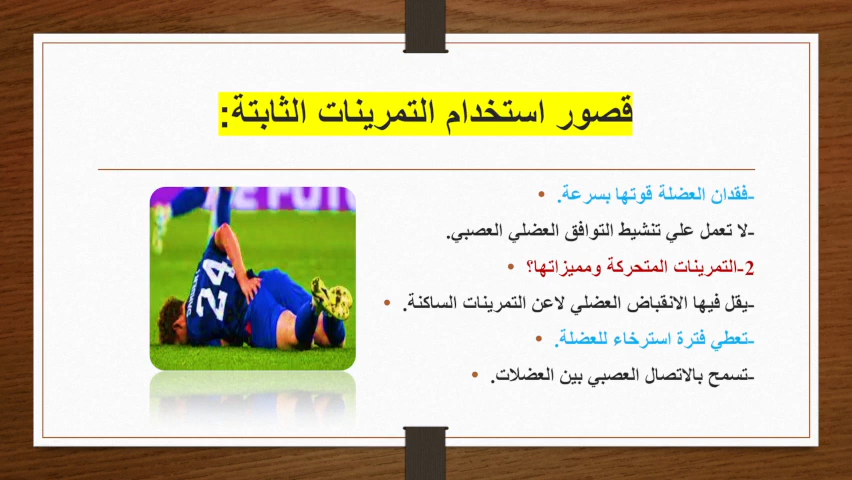 قصور استخدام التمرينات الثابتة:
-فقدان العضلة قوتها بسرعة.
-لا تعمل علي تنشيط التوافق العضلي العصبي.
2-التمرينات المتحركة ومميزاتها؟
-يقل فيها الانقباض العضلي لاعن التمرينات الساكنة.
-تعطي فترة استرخاء للعضلة.
-تسمح بالاتصال العصبي بين العضلات.
24